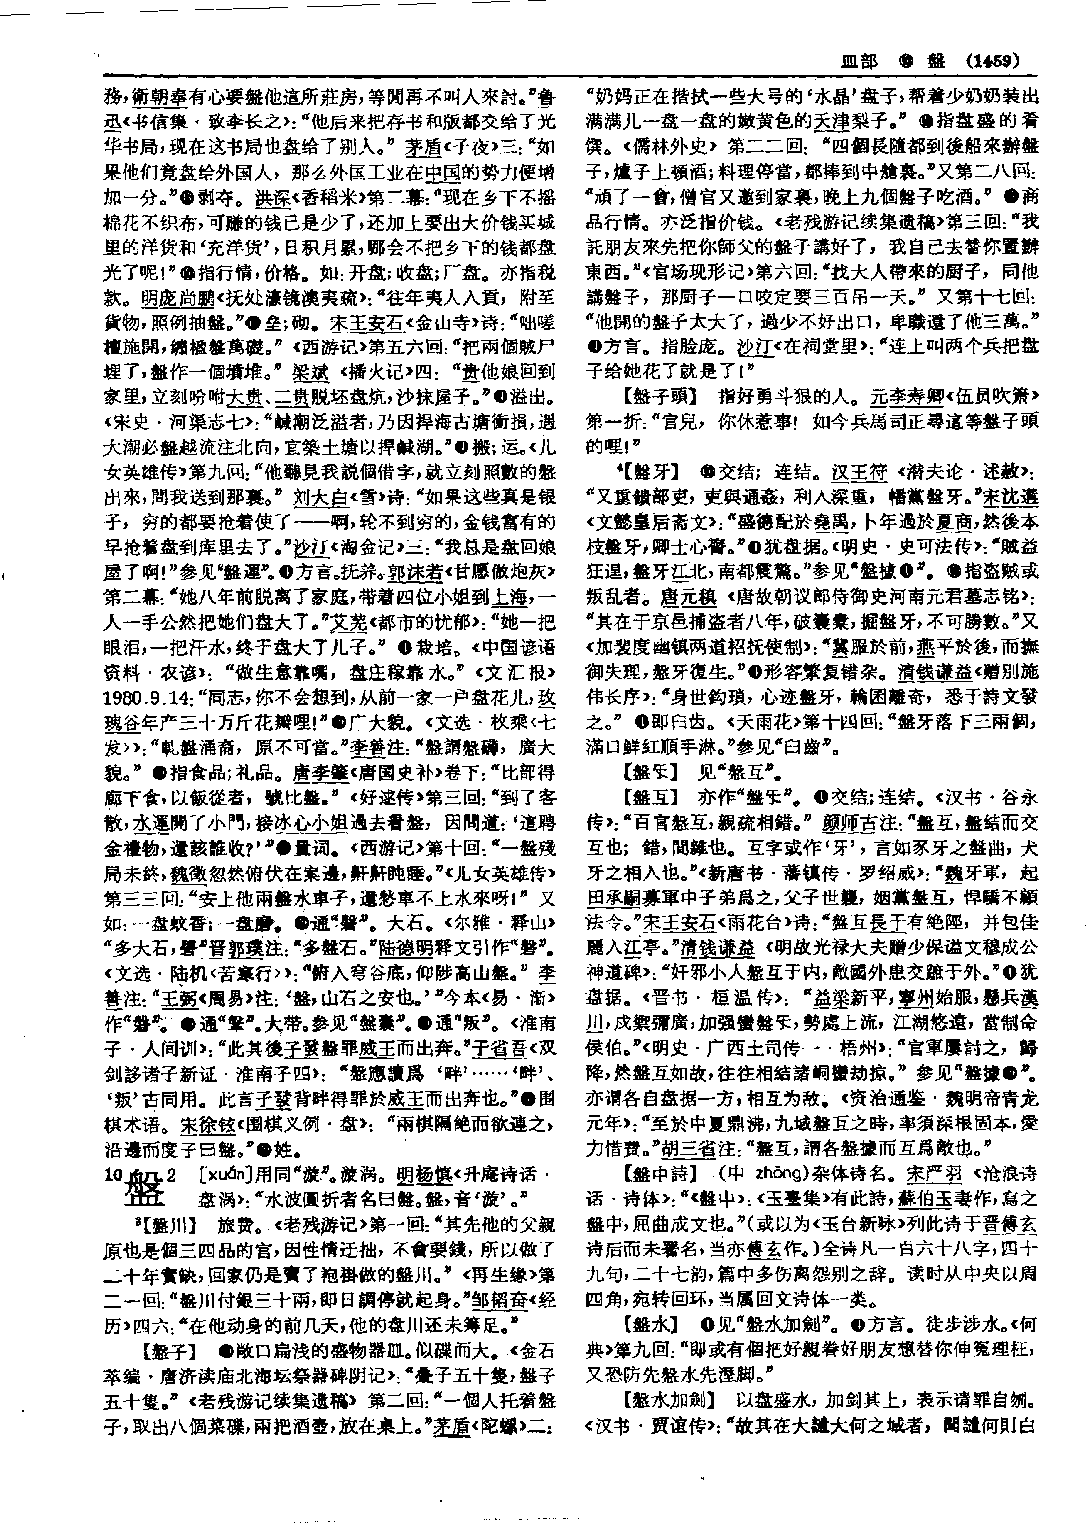 皿部 盤 (1459)
務，衛朝奉有心要盤他這所莊房，等閒再不叫人來討。”魯
迅《书信集·致李长之》：“他后来把存书和版都交给了光
华书局，现在这书局也盘给了别人。” 茅盾《子夜》三：“如
果他们竟盘给外国人，那么外国工业在中国的势力便增
加一分。”剥夺。 洪深《香稻米》第二幕：“现在乡下不摇
棉花不织布，可赚的钱已是少了，还加上要出大价钱买城
里的洋货和‘充洋货’，日积月累，哪会不把乡下的钱都盘
光了呢！”指行情，价格。如：开盘；收盘；厂盘。亦指税
款。 明庞尚鹏《抚处濠镜澳夷疏》：“往年夷人入貢，附至
貨物，照例抽盤。”垒；砌。 宋王安石《金山寺》诗：“咄嗟
檀施開，繡楹盤萬礎。” 《西游记》第五六回：“把兩個賊尸
埋了，盤作一個墳堆。” 梁斌 《播火记》四：“贵他娘回到
家里，立刻吩咐大贵、二贵脱坯盘炕，沙抹屋子。”溢出。
《宋史·河渠志七》：“鹹潮泛溢者，乃因捍海古塘衝損，遇
大潮必盤越流注北向，宜築土塘以捍鹹湖。”搬；运。《儿
女英雄传》第九回：“他聽見我說個借字，就立刻照數的盤
出來，問我送到那裏。” 刘大白《雪》诗：“如果这些真是银
子， 穷的都要抢着使了——啊，轮不到穷的，金钱富有的
早抢着盘到库里去了。”沙汀《淘金记》三：“我总是盘回娘
屋了啊！”参见“盤運”。方言。抚养。郭沫若《甘愿做炮灰》
第二幕：“她八年前脱离了家庭，带着四位小姐到上海，一
人一手公然把她们盘大了。”艾芜《都市的忧郁》：“她一把
眼泪，一把汗水，终于盘大了儿子。” 栽培。《中国谚语
资料·农谚》：“做生意靠嘴，盘庄稼靠水。” 《文汇报》
1980.9.14：“同志，你不会想到，从前一家一户盘花儿，玫
瑰谷年产三十万斤花瓣哩！”广大貌。《文选·枚乘〈七
发〉》：“軋盤涌裔，原不可當。”李善注：“盤謂盤礴，廣大
貌。” 指食品；礼品。 唐李肇《唐国史补》卷下：“比部得
廊下食，以飯從者，號比盤。” 《好逑传》第三回：“到了客
散，水運開了小門，接冰心小姐過去看盤，因問道：‘這聘
金禮物，還該誰收？’”量词。《西游记》第十回：“一盤殘
局未終，魏徵忽然俯伏在案邊，鼾鼾盹睡。”《儿女英雄传》
第三三回：“安上他兩盤水車子，還愁車不上水來呀！” 又
如：一盘蚊香；一盘磨。通“磐”。大石。《尔雅·释山》
“多大石，礐”晋郭璞注：“多盤石。”陆德明释文引作“磐”。
《文选·陆机〈苦寒行〉》：“俯入穹谷底，仰陟高山盤。” 李
善注：“王弼《周易》注：‘盤，山石之安也。’”今本《易·渐》
作“磐”。 通“鞶”。大带。参见“盤囊”。通“叛”。《淮南
子·人间训》：“此其後子發盤罪威王而出奔。”于省吾《双
剑誃诸子新证·淮南子四》：“盤應讀爲 ‘畔’……‘畔’、
‘叛’古同用。 此言子發背畔得罪於威王而出奔也。”围
棋术语。 宋徐铉《围棋义例·盘》：“兩棋隔絶而欲連之，
沿邊而度子曰盤。”姓。
10盤2 [xuán]用同“漩”。漩涡。 明杨慎《升庵诗话·
盘涡》：“水波圓折者名曰盤。盤，音‘漩’。”
3【盤川】 旅费。《老残游记》第一回：“其先他的父親
原也是個三四品的官，因性情迂拙，不會要錢，所以做了
二十年實缺，回家仍是賣了袍褂做的盤川。” 《再生缘》第
二一回：“盤川付銀三十兩，即日調停就起身。”邹韬奋《经
历》四六：“在他动身的前几天，他的盘川还未筹足。”
【盤子】 敞口扁浅的盛物器皿。似碟而大。《金石
萃编·唐济渎庙北海坛祭器碑阴记》：“疊子五十隻，盤子
五十隻。” 《老残游记续集遗稿》 第二回：“一個人托着盤
子，取出八個菜碟，兩把酒壺，放在桌上。”茅盾《陀螺》二：
“奶妈正在揩拭一些大号的‘水晶’盘子，帮着少奶奶装出
满满儿一盘一盘的嫩黄色的天津梨子。” 指盘盛的肴
馔。《儒林外史》 第二二回：“四個長隨都到後船來辦盤
子，爐子上頓酒；料理停當，都捧到中艙裏。”又第二八回：
“頑了一會，僧官又邀到家裏，晚上九個盤子吃酒。” 商
品行情。亦泛指价钱。《老残游记续集遗稿》第三回：“我
託朋友來先把你師父的盤子講好了， 我自己去替你置辦
東西。”《官场现形记》第六回：“找大人帶來的厨子，同他
講盤子，那厨子一口咬定要三百吊一天。” 又第十七回：
“他開的盤子太大了，過少不好出口，卑職還了他三萬。”
方言。指脸庞。 沙汀《在祠堂里》：“连上叫两个兵把盘
子给她花了就是了！”
【盤子頭】 指好勇斗狠的人。 元李寿卿《伍员吹箫》
第一折：“官兒，你休惹事！如今兵馬司正尋這等盤子頭
的哩！”
4【盤牙】 交结；连结。汉王符 《潜夫论·述赦》：
“又重饋部吏，吏與通姦，利入深重，幡黨盤牙。”宋沈遘
《文懿皇后斋文》：“盛德配於堯禹，卜年過於夏商，然後本
枝盤牙，卿士心膂。”犹盘据。《明史·史可法传》：“賊益
狂逞，盤牙江北，南都震驚。”参见“盤據”。 指盗贼或
叛乱者。 唐元稹 《唐故朝议郎侍御史河南元君墓志铭》：
“其在于京邑捕盗者八年，破囊橐，掘盤牙，不可勝數。”又
《加裴度幽镇两道招抚使制》：“冀服於前，燕平於後，而撫
御失理，盤牙復生。”形容繁复错杂。 清钱谦益《赠别施
伟长序》：“身世鈎瑣，心迹盤牙，輪囷離奇，悉于詩文發
之。” 即臼齿。《天雨花》第十四回：“盤牙落下三兩個，
滿口鮮紅順手淋。”参见“臼齒”。
【盤乐】 见“盤互”。
【盤互】 亦作“盤乐”。 交结；连结。《汉书·谷永
传》：“百官盤互，親疏相錯。” 颜师古注：“盤互，盤結而交
互也；錯，間雜也。互字或作‘牙’，言如豕牙之盤曲，犬
牙之相入也。”《新唐书·藩镇传·罗绍威》：“魏牙軍，起
田承嗣募軍中子弟爲之，父子世襲，姻黨盤互，悍驕不顧
法令。”宋王安石《雨花台》诗：“盤互長干有絶陘，并包佳
麗入江亭。”清钱谦益 《明故光禄大夫赠少保谥文穆成公
神道碑》：“奸邪小人盤互于内，敵國外患交雠于外。”犹
盘据。《晋书·桓温传》：“益梁新平，寧州始服，懸兵漢
川，戍禦彌廣，加强蠻盤乐，勢處上流，江湖悠遠，當制命
侯伯。”《明史·广西土司传一·梧州》：“官軍屢討之，歸
降，然盤互如故，往往相結諸峒蠻劫掠。” 参见“盤據”。
亦谓各自盘据一方，相互为敌。《资治通鉴·魏明帝青龙
元年》：“至於中夏鼎沸，九域盤互之時，率須深根固本，愛
力惜費。”胡三省注：“盤互，謂各盤據而互爲敵也。”
【盤中詩】 （中 zhōng）杂体诗名。 宋严羽 《沧浪诗
话·诗体》：“《盤中》：《玉臺集》有此詩，蘇伯玉妻作，寫之
盤中，屈曲成文也。”（或以为《玉台新咏》列此诗于晋傅玄
诗后而未署名，当亦傅玄作。）全诗凡一百六十八字，四十
九句，二十七韵，篇中多伤离怨别之辞。读时从中央以周
四角，宛转回环，当属回文诗体一类。
【盤水】 见“盤水加劍”。方言。徒步涉水。《何
典》第九回：“即或有個把好親眷好朋友想替你伸冤理枉，
又恐防先盤水先溼脚。”
【盤水加劍】 以盘盛水，加剑其上，表示请罪自刎。
《汉书·贾谊传》：“故其在大譴大何之域者，聞譴何則白